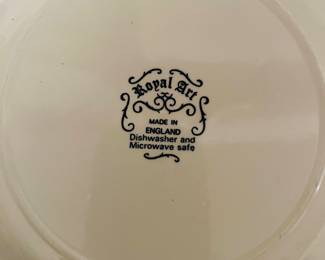 Royal Art
MADE IN
ENGLAND
Dishwasher and
Microwave safe